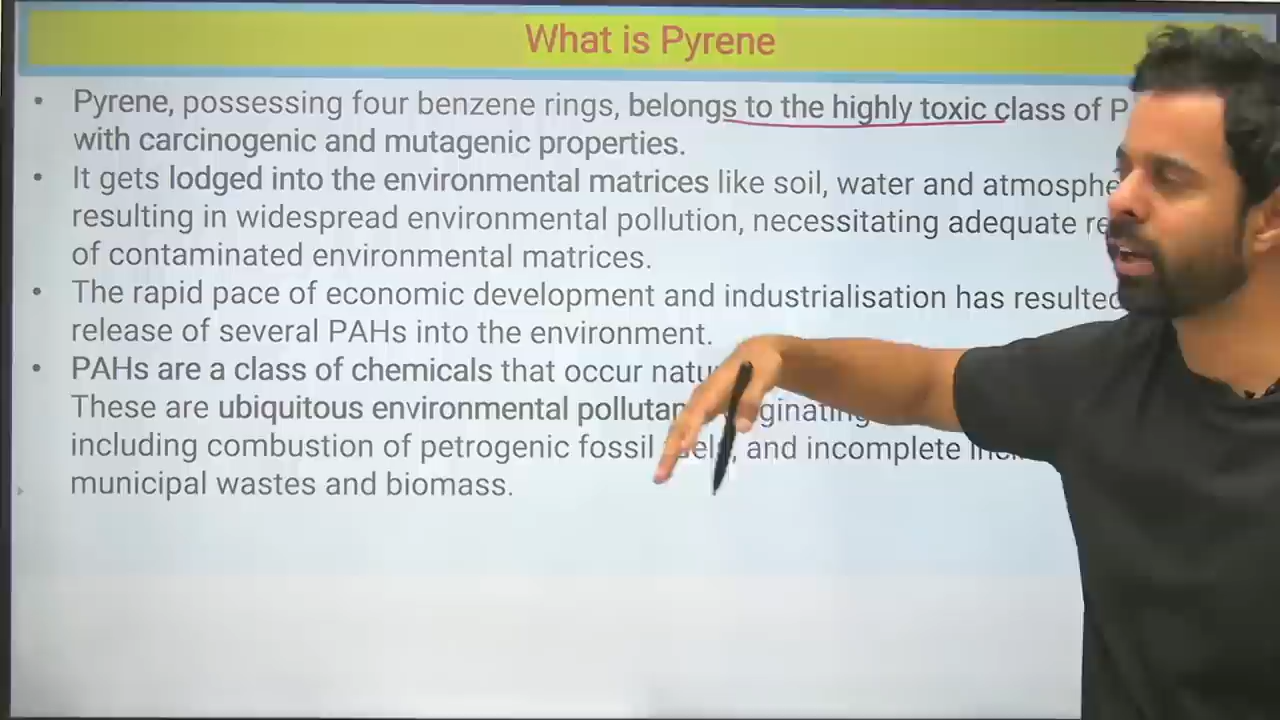 What is Pyrene
• Pyrene, possessing four benzene rings, belongs to the highly toxic class of
with carcinogenic and mutagenic properties.
• It gets lodged into the environmental matrices like soil, water and
resulting in widespread environmental pollution, necessitating adequate
of contaminated environmental matrices.
• The rapid pace of economic development and industrialisation has resulted
release of several PAHs into the environment.
• PAHs are a class of chemicals that occur
These are ubiquitous environmental
including combustion of petrogenic fossil and incomplete
municipal wastes and biomass.